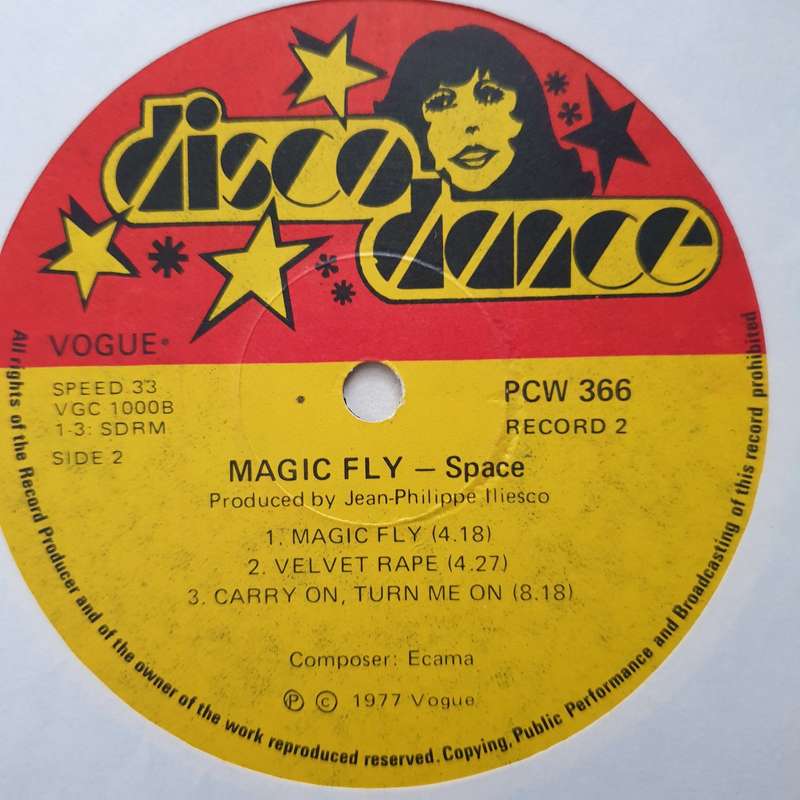 disco
dance
VOGUE®
SPEED 33
VGC 1000B
1-3: SDRM
SIDE 2
PCW 366
RECORD 2
MAGIC FLY – Space
Produced by Jean-Philippe Iliesco
1. MAGIC FLY (4.18)
2. VELVET RAPE (4.27)
3. CARRY ON, TURN ME ON (8.18)
Composer: Ecama
Ⓟ © 1977 Vogue
All rights of the Record Producer and of the owner of the work reproduced reserved. Copying, Public Performance and Broadcasting of this record prohibited